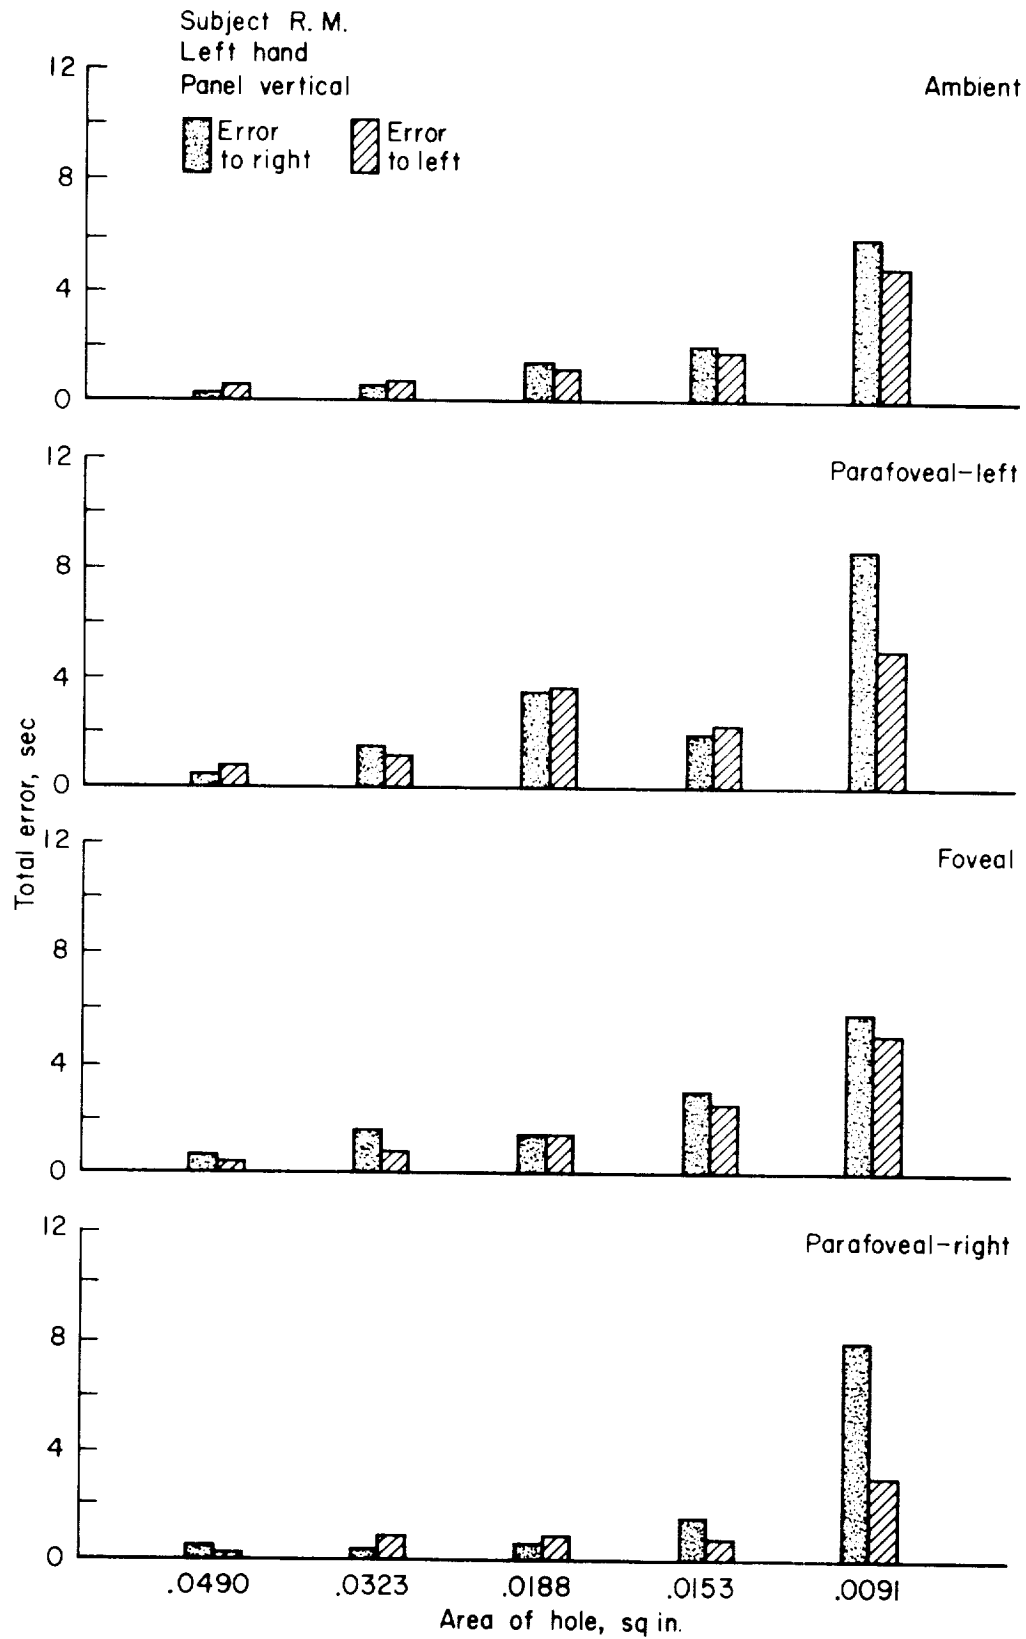 Subject R. M.
Left hand
Panel vertical
Error to right
Error to left
Ambient
12
8
4
0
Parafoveal-left
12
8
4
0
Total error, sec
Foveal
12
8
4
0
Parafoveal-right
12
8
4
0
.0490 .0323 .0188 .0153 .0091
Area of hole, sq in.